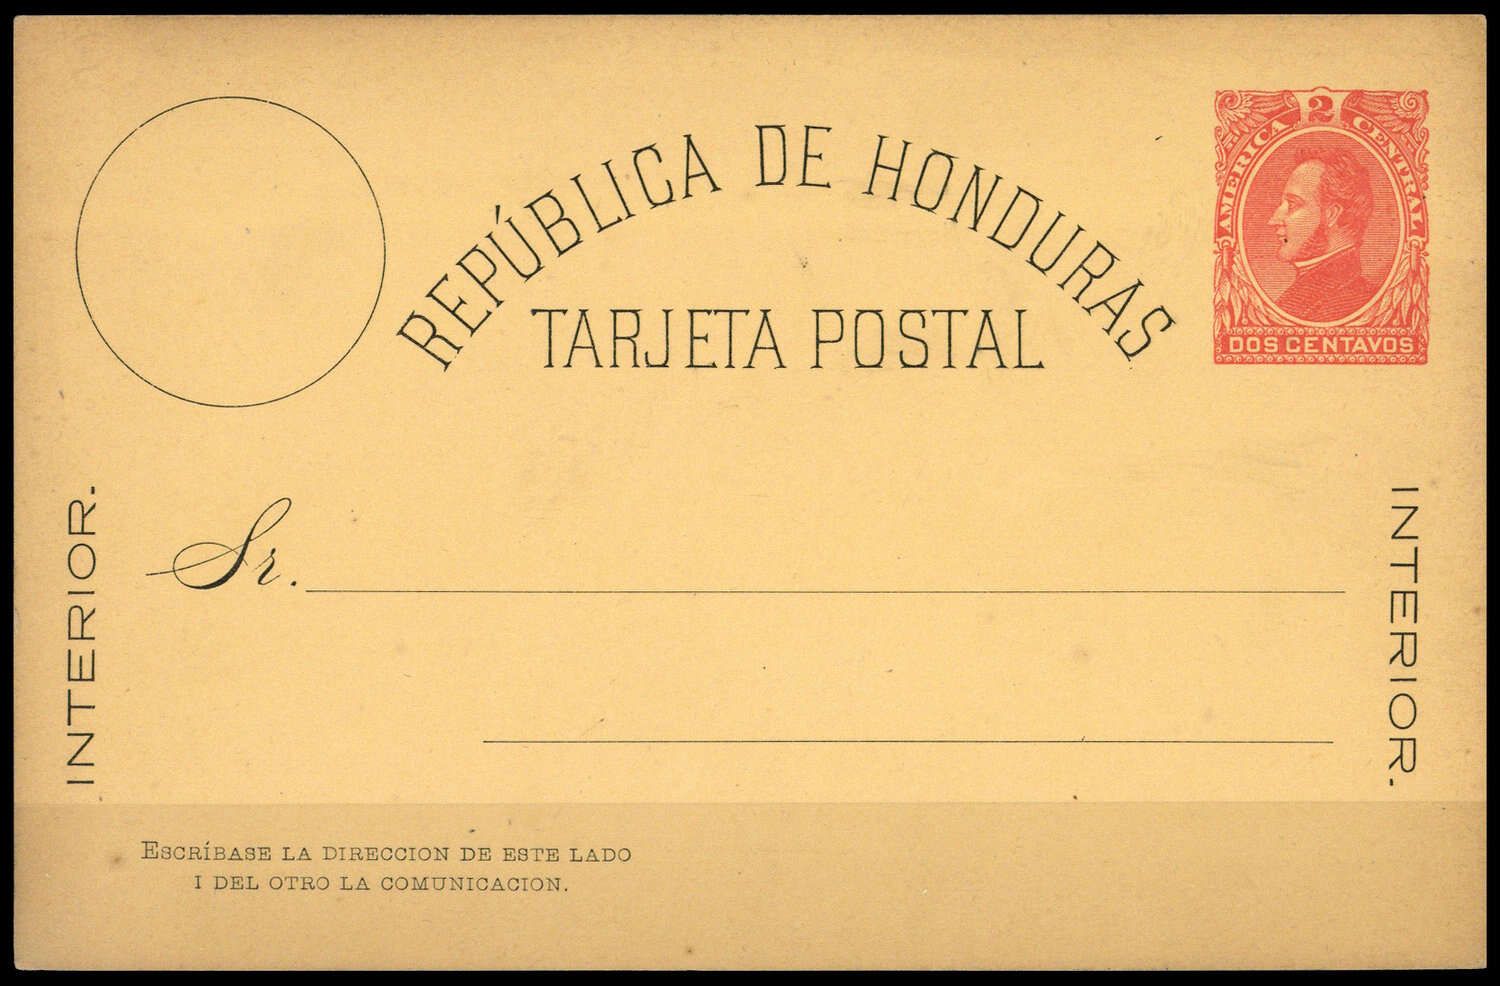 REPÚBLICA DE HONDURAS
TARJETA POSTAL
2
AMERICA CENTRAL
DOS CENTAVOS
INTERIOR.
INTERIOR.
Sr.
ESCRÍBASE LA DIRECCION DE ESTE LADO
I DEL OTRO LA COMUNICACION.